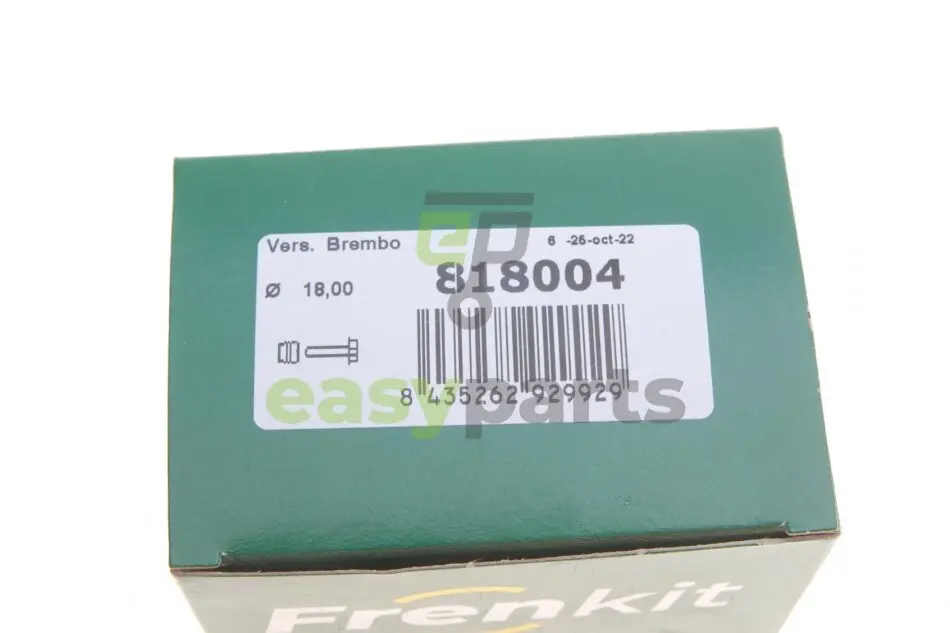 Vers. Brembo
6 -26-oct-22
818004
Ø 18,00
8 435262 929929
easyparts
Frenkit